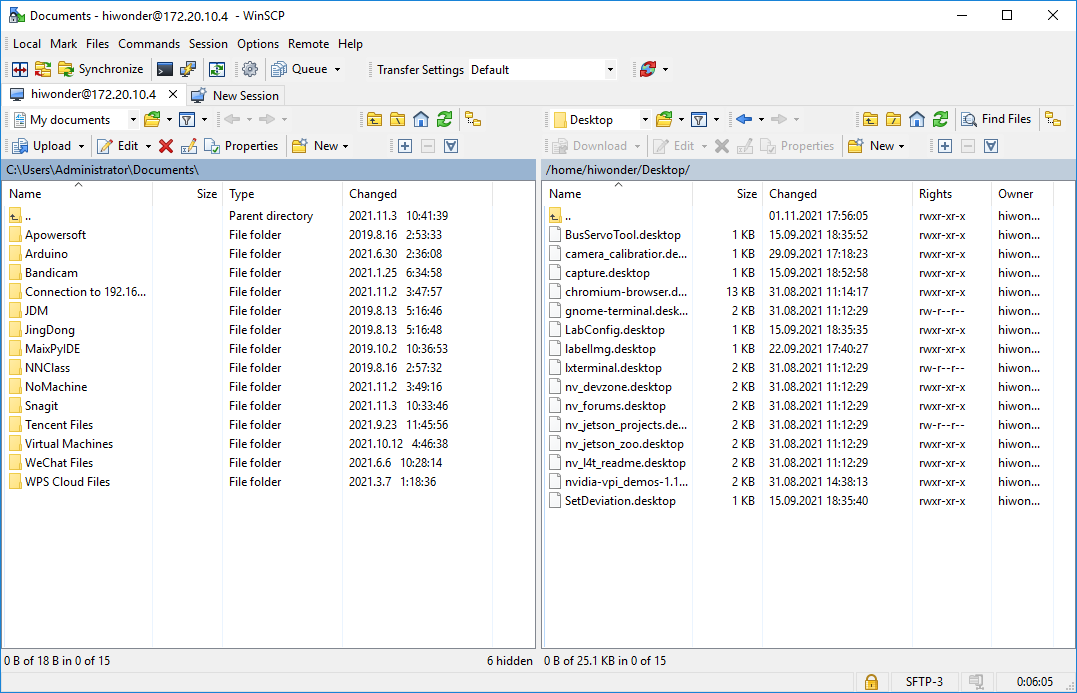 Documents - hiwonder@172.20.10.4 - WinSCP
Local Mark Files Commands Session Options Remote Help
Synchronize Queue Transfer Settings Default
hiwonder@172.20.10.4 New Session
My documents Desktop Find Files
Upload Edit Properties New Download Edit Properties New
C:\Users\Administrator\Documents\ /home/hiwonder/Desktop/
Name Size Type Changed Name Size Changed Rights Owner
.. Parent directory 2021.11.3 10:41:39 .. 01.11.2021 17:56:05 rwxr-xr-x hiwon...
Apowersoft File folder 2019.8.16 2:53:33 BusServoTool.desktop 1 KB 15.09.2021 18:35:52 rwxr-xr-x hiwon...
Arduino File folder 2021.6.30 2:36:08 camera_calibratior.de... 1 KB 29.09.2021 17:18:23 rwxr-xr-x hiwon...
Bandicam File folder 2021.1.25 6:34:58 capture.desktop 1 KB 15.09.2021 18:52:58 rwxr-xr-x hiwon...
Connection to 192.16... File folder 2021.11.2 3:47:57 chromium-browser.d... 13 KB 31.08.2021 11:14:17 rwxr-xr-x hiwon...
JDM File folder 2019.8.13 5:16:46 gnome-terminal.desk... 2 KB 31.08.2021 11:12:29 rw-r--r-- hiwon...
JingDong File folder 2019.8.13 5:16:48 LabConfig.desktop 1 KB 15.09.2021 18:35:35 rwxr-xr-x hiwon...
MaixPyIDE File folder 2019.10.2 10:36:53 labelImg.desktop 1 KB 22.09.2021 17:40:27 rwxr-xr-x hiwon...
NNClass File folder 2019.8.16 2:57:32 lxterminal.desktop 2 KB 31.08.2021 11:12:29 rw-r--r-- hiwon...
NoMachine File folder 2021.11.2 3:49:16 nv_devzone.desktop 2 KB 31.08.2021 11:12:29 rwxr-xr-x hiwon...
Snagit File folder 2021.11.3 10:33:46 nv_forums.desktop 2 KB 31.08.2021 11:12:29 rwxr-xr-x hiwon...
Tencent Files File folder 2021.9.23 11:45:56 nv_jetson_projects.de... 2 KB 31.08.2021 11:12:29 rw-r--r-- hiwon...
Virtual Machines File folder 2021.10.12 4:46:38 nv_jetson_zoo.desktop 2 KB 31.08.2021 11:12:29 rwxr-xr-x hiwon...
WeChat Files File folder 2021.6.6 10:28:14 nv_l4t_readme.desktop 2 KB 31.08.2021 11:12:29 rwxr-xr-x hiwon...
WPS Cloud Files File folder 2021.3.7 1:18:36 nvidia-vpi_demos-1.1... 2 KB 31.08.2021 14:38:13 rwxr-xr-x hiwon...
SetDeviation.desktop 1 KB 15.09.2021 18:35:40 rwxr-xr-x hiwon...
0 B of 18 B in 0 of 15 6 hidden 0 B of 25.1 KB in 0 of 15
SFTP-3 0:06:05